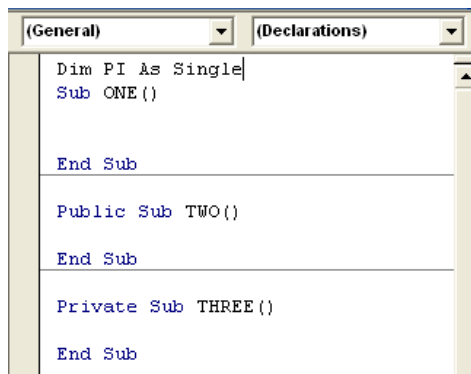 (General) (Declarations)
Dim PI As Single
Sub ONE()
End Sub
Public Sub TWO()
End Sub
Private Sub THREE()
End Sub